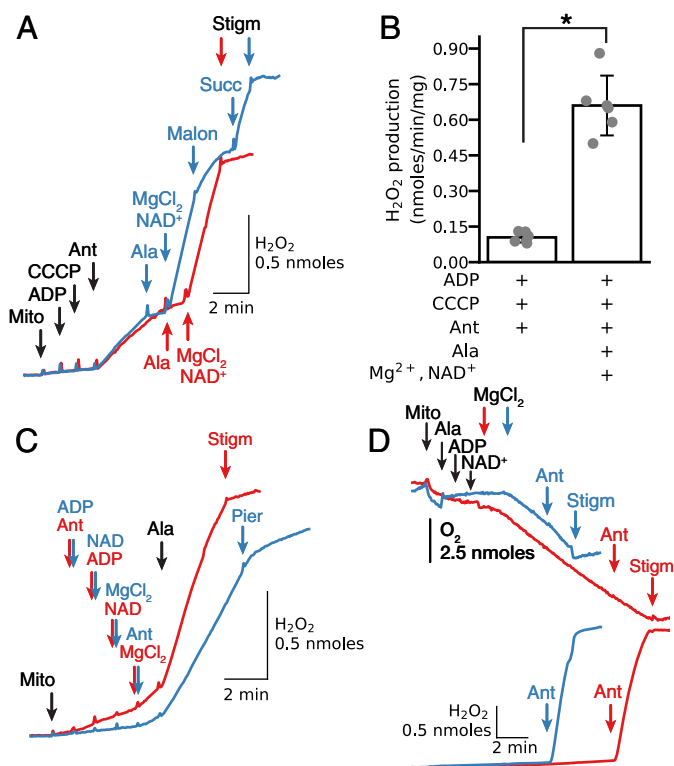 A
Stigm
Succ
Malon
MgCl₂
NAD⁺
Ala
Ant
CCCP
ADP
Mito
H₂O₂
0.5 nmoles
2 min
Ala
MgCl₂
NAD⁺
B
*
H₂O₂ production
(nmoles/min/mg)
0.90
0.75
0.60
0.45
0.30
0.15
0.00
ADP + +
CCCP + +
Ant + +
Ala +
Mg²⁺, NAD⁺ +
C
Stigm
ADP
Ant
NAD
ADP
MgCl₂
NAD
Ant
MgCl₂
Ala
Pier
Mito
H₂O₂
0.5 nmoles
2 min
D
MgCl₂
Mito
Ala
ADP
NAD⁺
Ant
Stigm
O₂
2.5 nmoles
Ant
Stigm
Ant
Ant
H₂O₂
0.5 nmoles
2 min